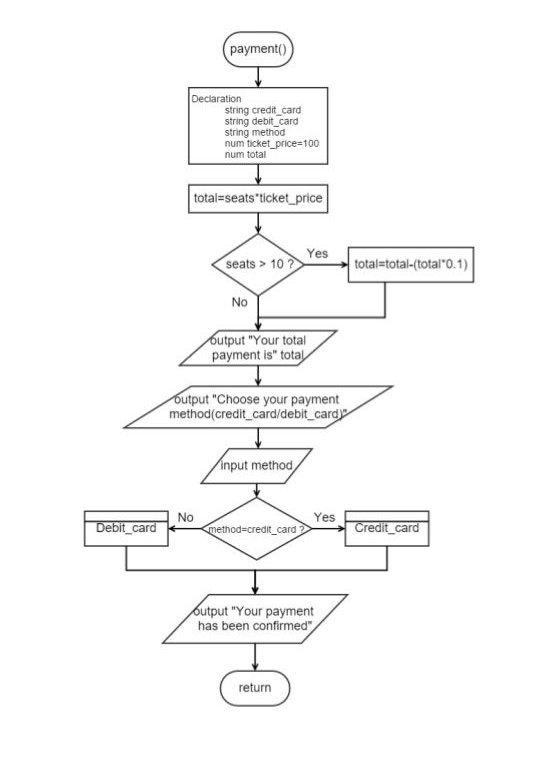 payment()
Declaration
string credit_card
string debit_card
string method
num ticket_price=100
num total
total=seats*ticket_price
seats > 10 ?
Yes
total=total-(total*0.1)
No
output "Your total
payment is" total
output "Choose your payment
method(credit_card/debit_card)"
input method
Debit_card
No
method=credit_card ?
Yes
Credit_card
output "Your payment
has been confirmed"
return